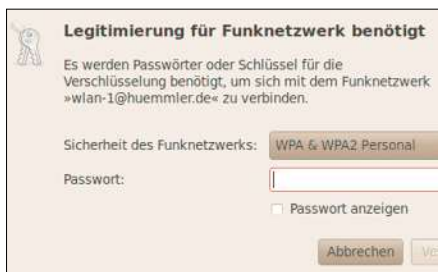 Legitimierung für Funknetzwerk benötigt
Es werden Passwörter oder Schlüssel für die
Verschlüsselung benötigt, um sich mit dem Funknetzwerk
»wlan-1@huemmler.de« zu verbinden.
Sicherheit des Funknetzwerks: WPA & WPA2 Personal
Passwort:
Passwort anzeigen
Abbrechen